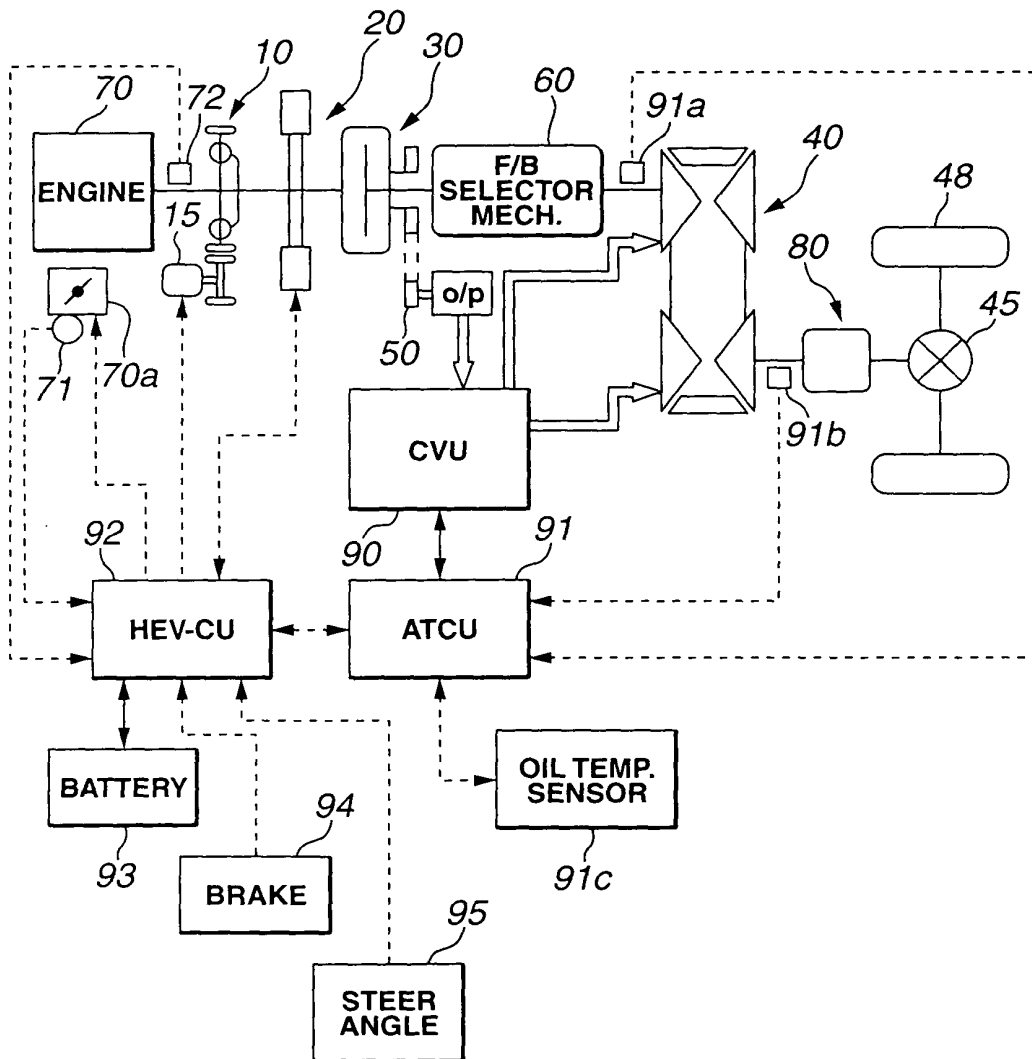 20
30
10
60
70
72
91a
40
ENGINE
F/B
SELECTOR
MECH.
48
15
80
o/p
45
50
71
70a
91b
CVU
92
90
91
HEV-CU
ATCU
BATTERY
OIL TEMP.
SENSOR
94
93
91c
BRAKE
95
STEER
ANGLE